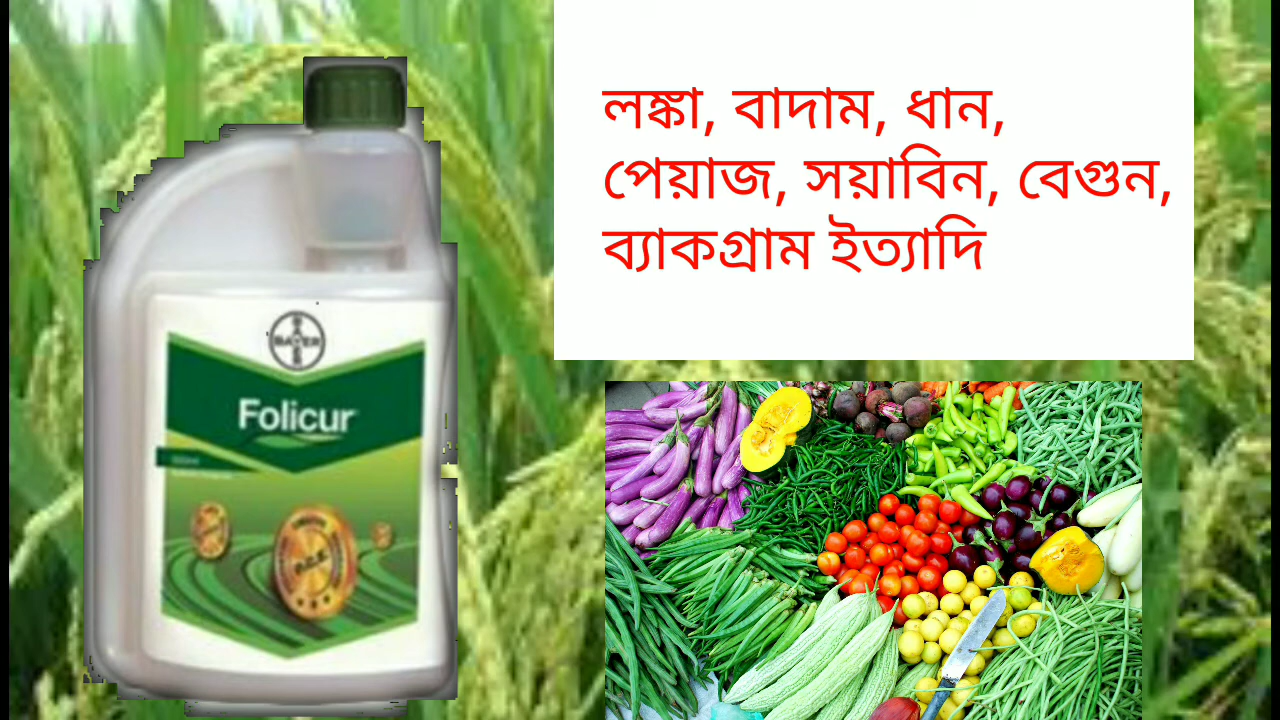 লঙ্কা, বাদাম, ধান,
পেয়াজ, সয়াবিন, বেগুন,
ব্যাকগ্রাম ইত্যাদি
BAYER
Folicur